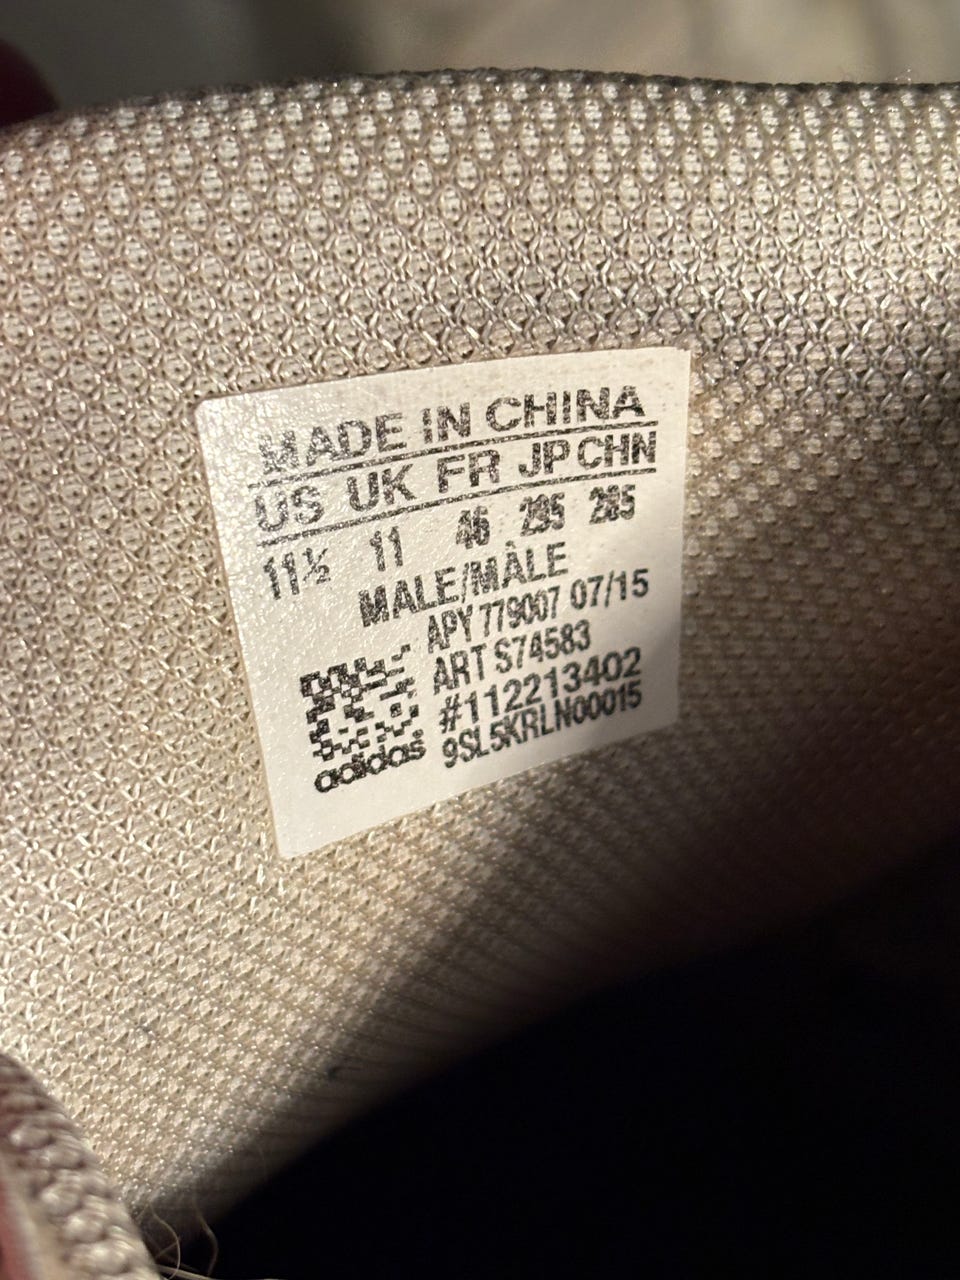 MADE IN CHINA
US UK FR JP CHN
11½ 11 46 295 285
MALE/MÂLE
APY 779007 07/15
ART S74583
#112213402
9SL5KRLN00015
adidas